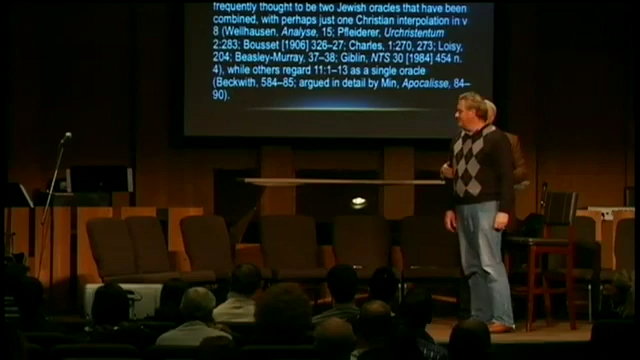 frequently thought to be two Jewish oracles that have been
combined, with perhaps just one Christian interpolation in v
8 (Wellhausen, Analyse, 15; Pfleiderer, Urchristentum
2:283; Bousset [1906] 326–27; Charles, 1:270, 273; Loisy,
204; Beasley-Murray, 37–38; Giblin, NTS 30 [1984] 454 n.
4), while others regard 11:1–13 as a single oracle
(Beckwith, 584–85; argued in detail by Min, Apocalisse, 84–
90).